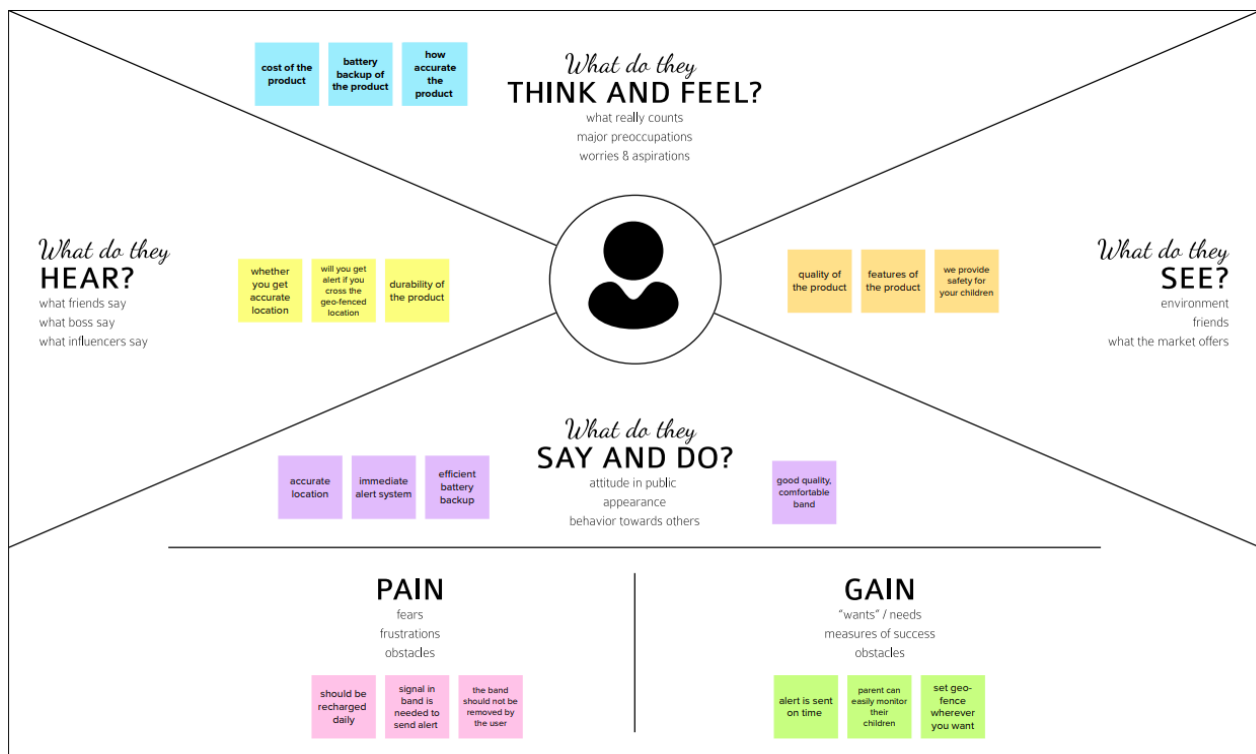 cost of the
product
battery
backup of
the product
how
accurate
the
product
What do they
THINK AND FEEL?
what really counts
major preoccupations
worries & aspirations
What do they
HEAR?
what friends say
what boss say
what influencers say
whether
you get
accurate
location
will you get
alert if you
cross the
geo-fenced
location
durability of
the product
quality of
the product
features of
the product
we provide
safety for
your children
What do they
SEE?
environment
friends
what the market offers
What do they
SAY AND DO?
attitude in public
appearance
behavior towards others
accurate
location
immediate
alert system
efficient
battery
backup
good quality,
comfortable
band
PAIN
fears
frustrations
obstacles
should be
recharged
daily
signal in
band is
needed to
send alert
the band
should not be
removed by
the user
GAIN
"wants" / needs
measures of success
obstacles
alert is sent
on time
parent can
easily monitor
their
children
set geo-
fence
wherever
you want